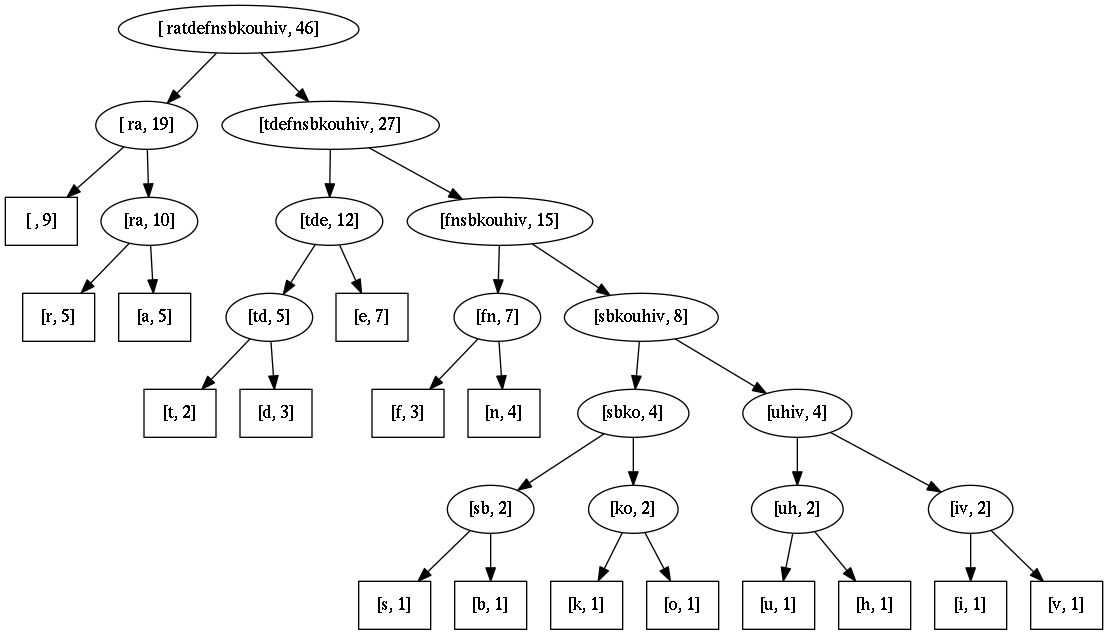 [ ratdefnsbkouhiv, 46]
[ ra, 19]
[tdefnsbkouhiv, 27]
[ , 9]
[ra, 10]
[tde, 12]
[fnsbkouhiv, 15]
[r, 5]
[a, 5]
[td, 5]
[e, 7]
[fn, 7]
[sbkouhiv, 8]
[t, 2]
[d, 3]
[f, 3]
[n, 4]
[sbko, 4]
[uhiv, 4]
[sb, 2]
[ko, 2]
[uh, 2]
[iv, 2]
[s, 1]
[b, 1]
[k, 1]
[o, 1]
[u, 1]
[h, 1]
[i, 1]
[v, 1]